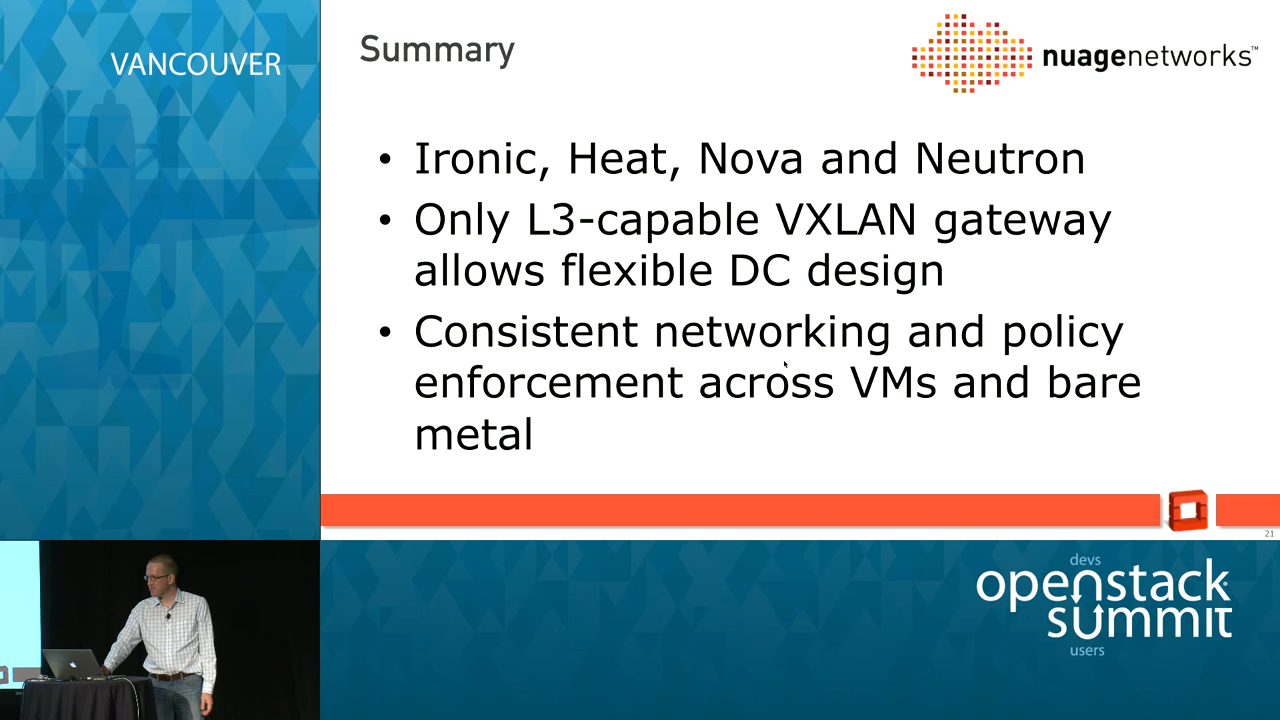 VANCOUVER
Summary
nuagenetworks™
• Ironic, Heat, Nova and Neutron
• Only L3-capable VXLAN gateway
allows flexible DC design
• Consistent networking and policy
enforcement across VMs and bare
metal
21
devs
openstack
summit
users